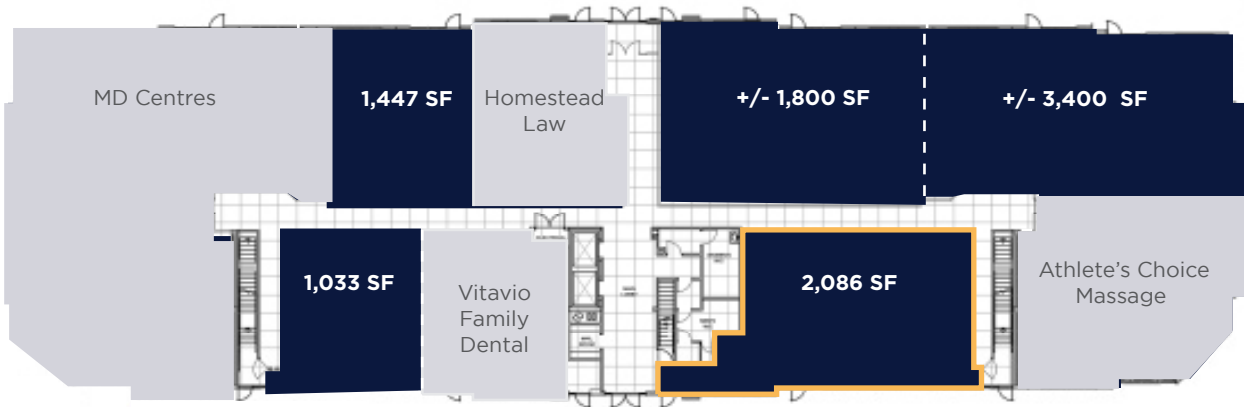 MD Centres
1,447 SF
Homestead
Law
+/- 1,800 SF
+/- 3,400 SF
1,033 SF
Vitavio
Family
Dental
2,086 SF
Athlete's Choice
Massage